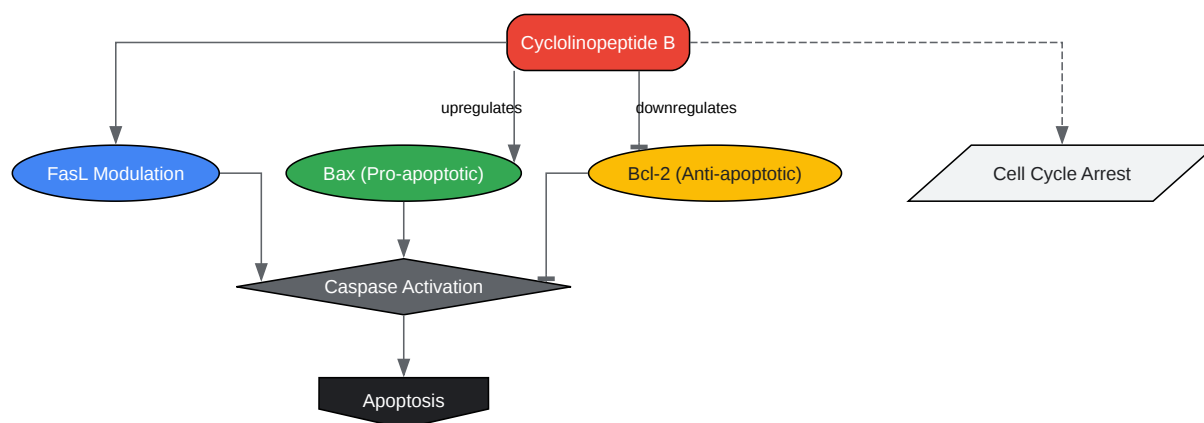 Cyclolinopeptide B
upregulates
downregulates
FasL Modulation
Bax (Pro-apoptotic)
Bcl-2 (Anti-apoptotic)
Cell Cycle Arrest
Caspase Activation
Apoptosis